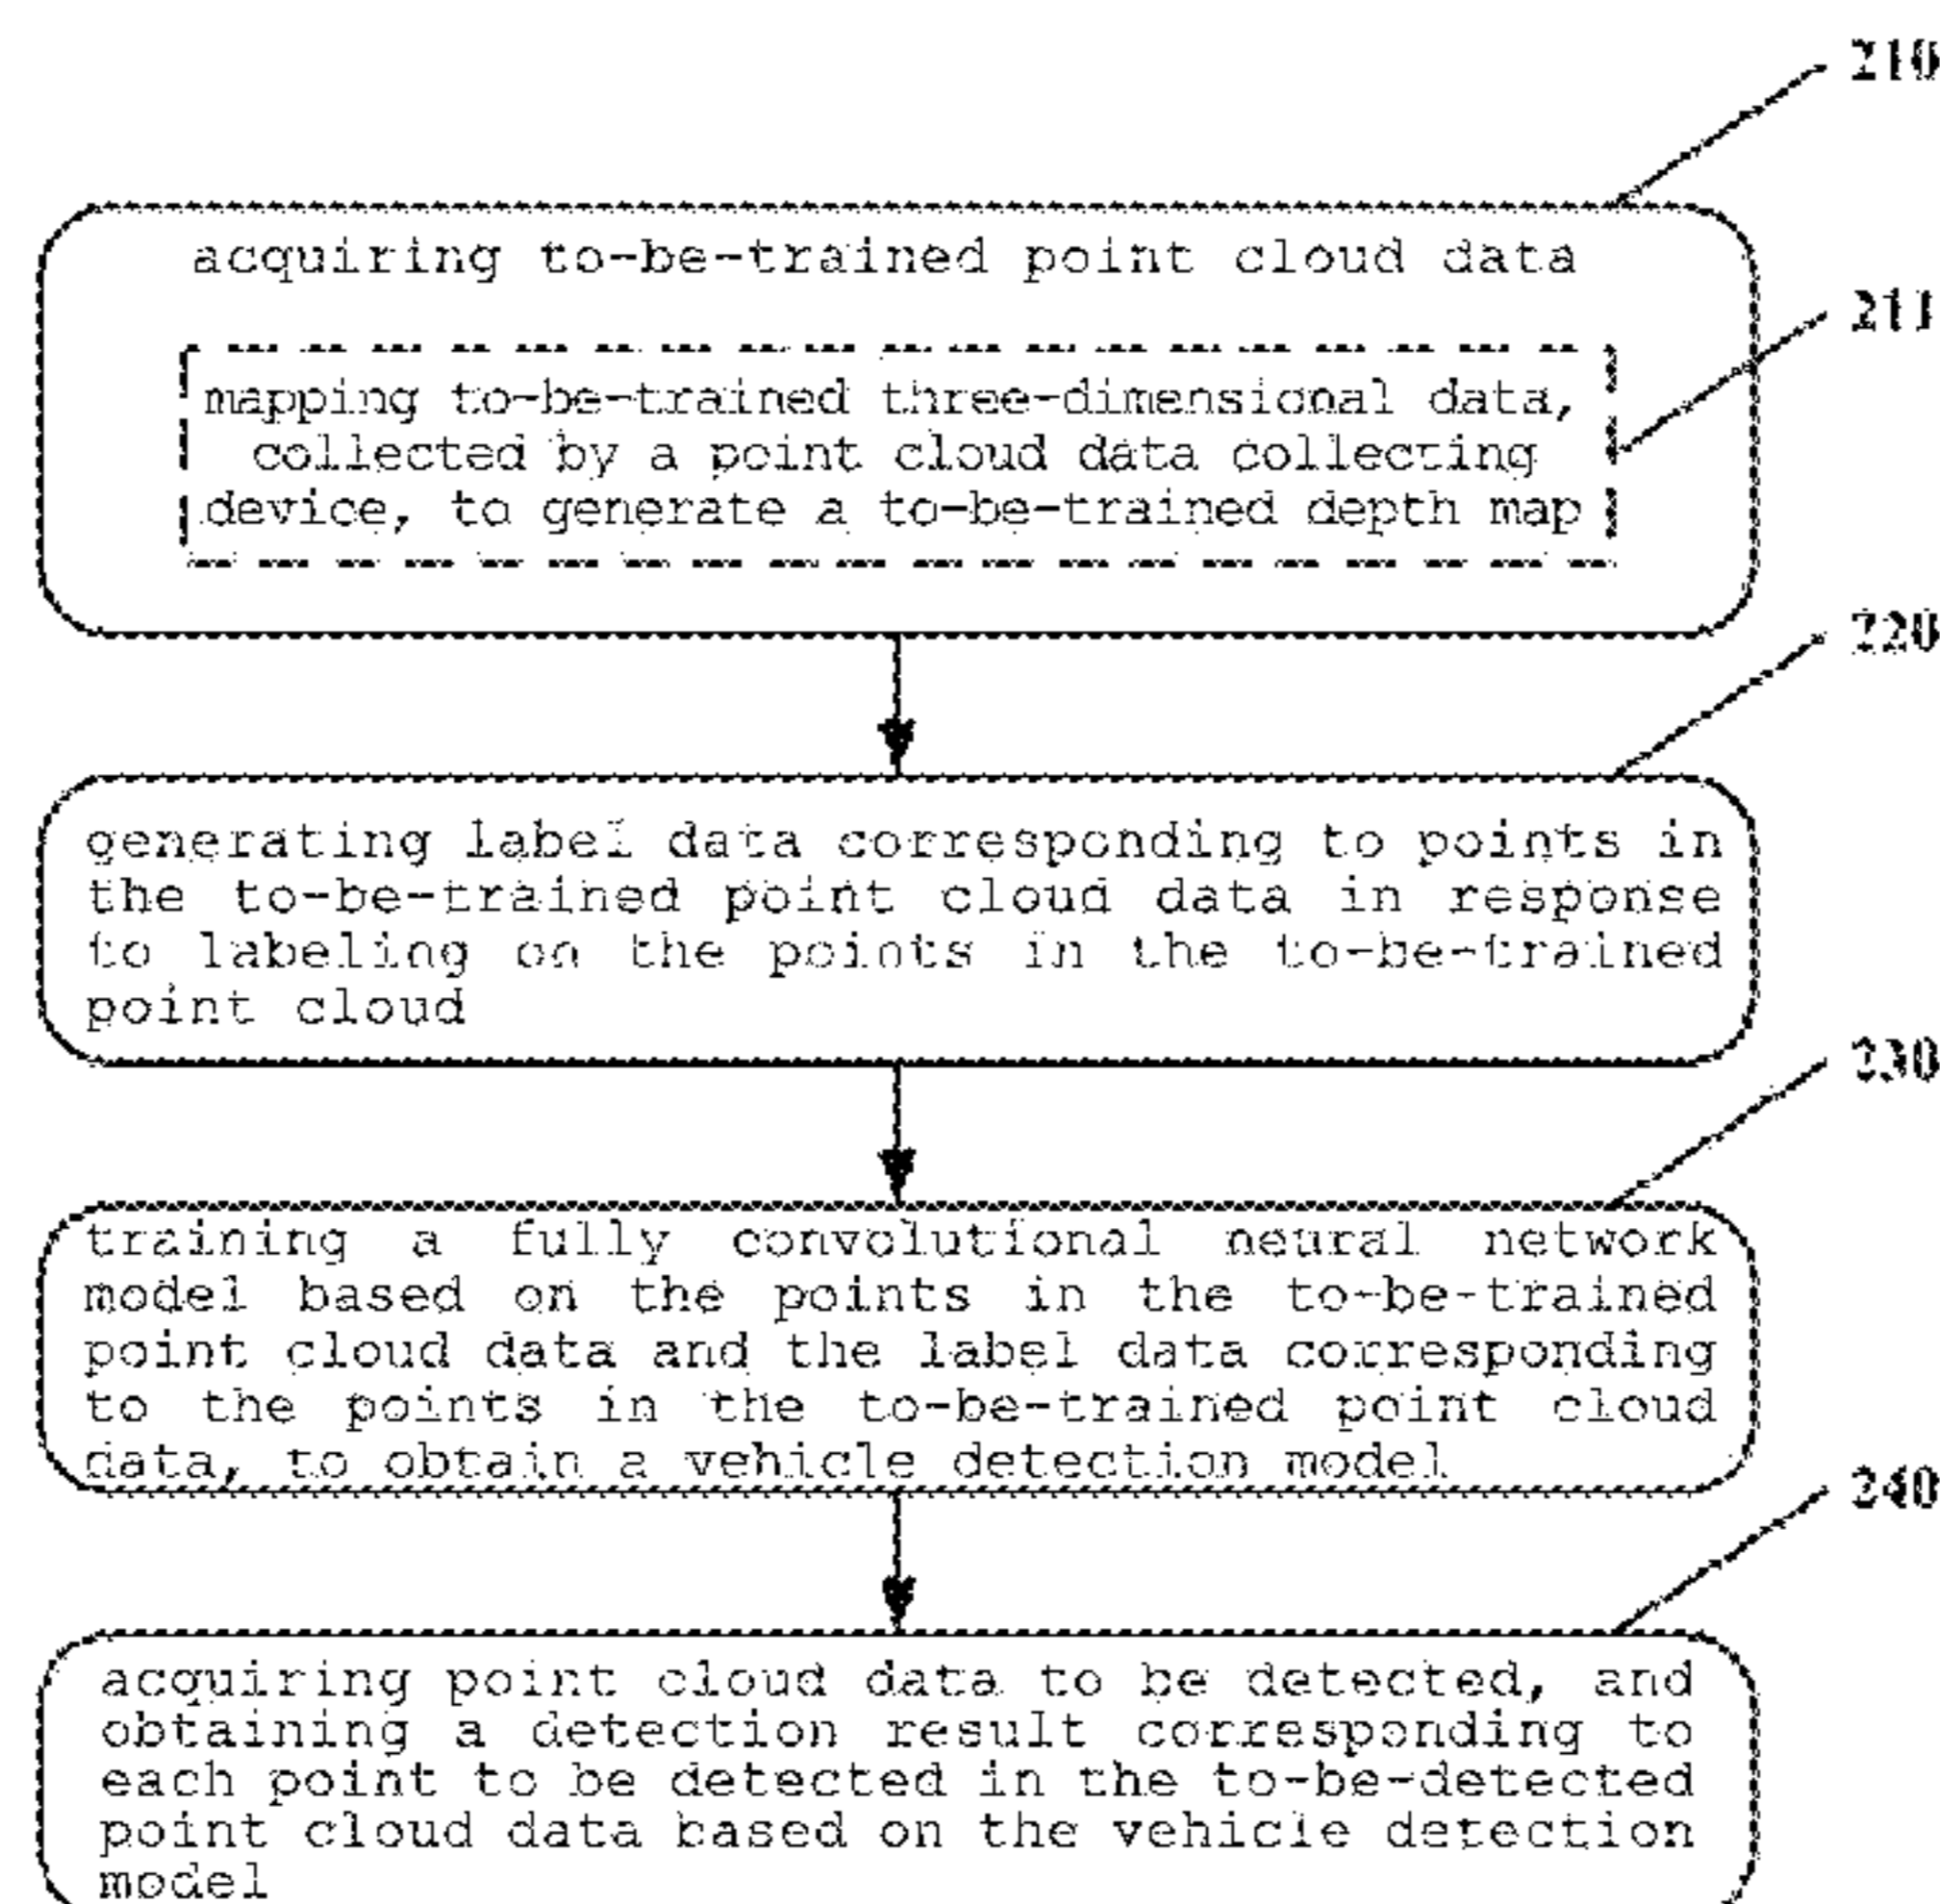 210
acquiring to-be-trained point cloud data
211
mapping to-be-trained three-dimensional data,
collected by a point cloud data collecting
device, to generate a to-be-trained depth map
220
generating label data corresponding to points in
the to-be-trained point cloud data in response
to labeling on the points in the to-be-trained
point cloud
230
training a fully convolutional neural network
model based on the points in the to-be-trained
point cloud data and the label data corresponding
to the points in the to-be-trained point cloud
data, to obtain a vehicle detection model
240
acquiring point cloud data to be detected, and
obtaining a detection result corresponding to
each point to be detected in the to-be-detected
point cloud data based on the vehicle detection
model